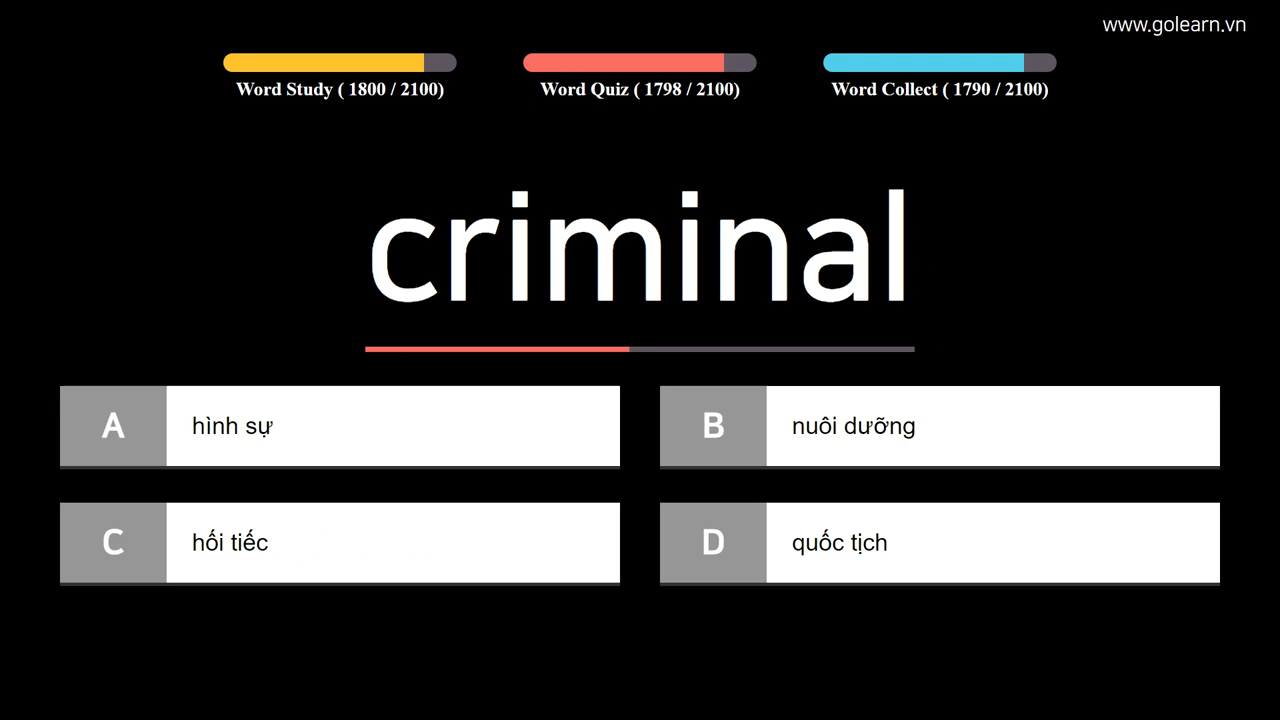 www.golearn.vn
Word Study ( 1800 / 2100)
Word Quiz ( 1798 / 2100)
Word Collect ( 1790 / 2100)
criminal
A hình sự
B nuôi dưỡng
C hối tiếc
D quốc tịch